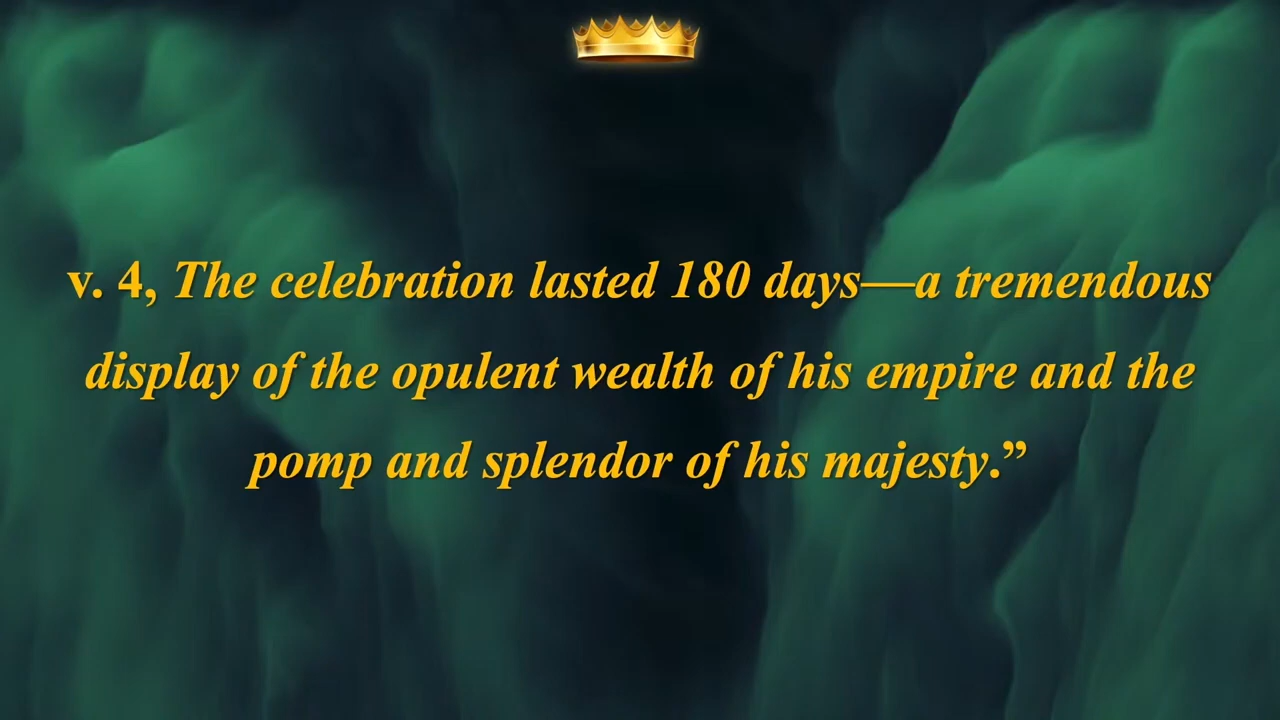 v. 4, The celebration lasted 180 days—a tremendous
display of the opulent wealth of his empire and the
pomp and splendor of his majesty.”